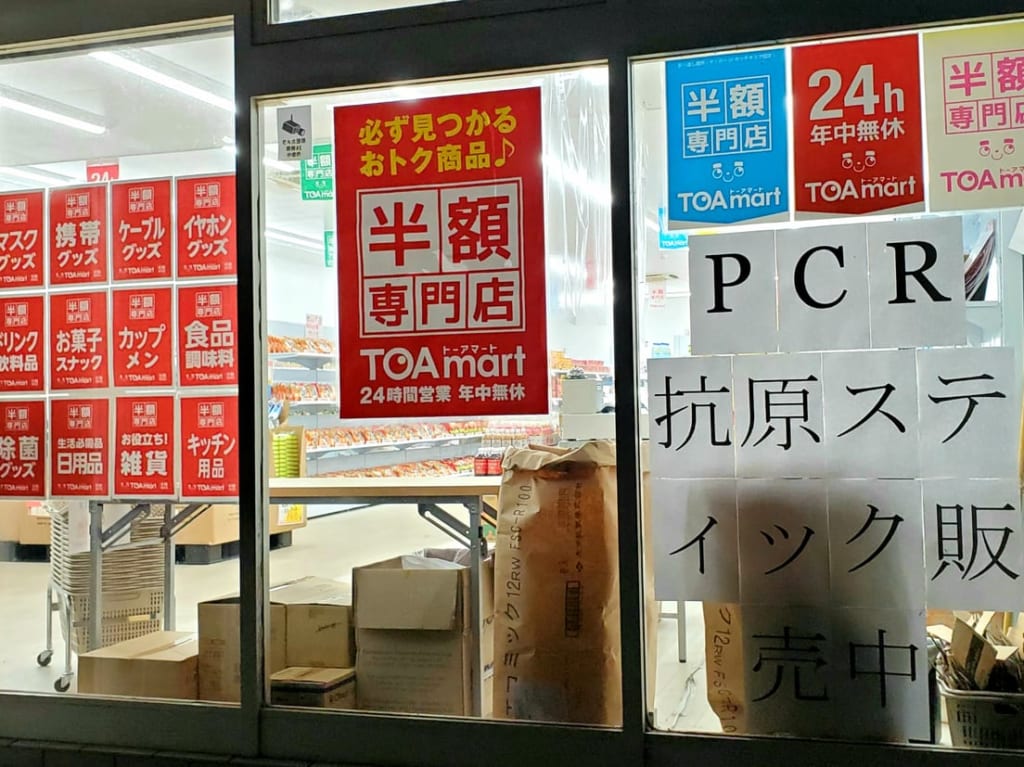 マスク
グッズ
半額
専門店
携帯
グッズ
TOAmart
半額
専門店
ケーブル
グッズ
TOAmart
半額
専門店
イヤホン
グッズ
TOAmart
ドリンク
飲料品
半額
専門店
お菓子
スナック
TOAmart
半額
専門店
カップ
メン
TOAmart
半額
専門店
食品
調味料
TOAmart
除菌
グッズ
半額
専門店
生活必需品
日用品
TOAmart
半額
専門店
お役立ち!
雑貨
TOAmart
半額
専門店
キッチン
用品
TOAmart
必ず見つかる
おトク商品♪
半額
専門店
トーアマート
TOAmart
24時間営業 年中無休
半額
専門店
トーアマート
TOAmart
24h
年中無休
トーアマート
TOAmart
半額
専門店
TOAm
PCR
抗原ステ
ィック販
売中
12RW FSC-R100